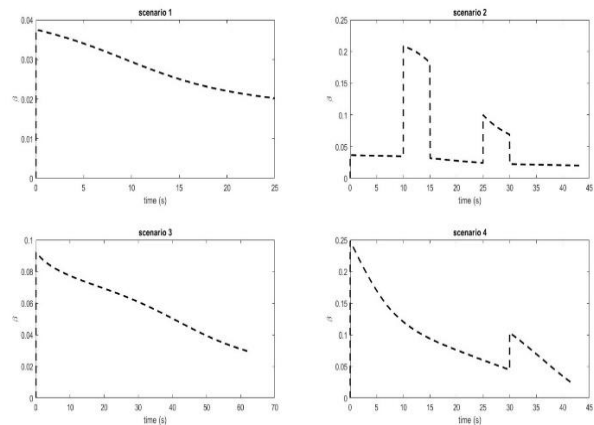 scenario 1
0.04
0.03
0.02
0.01
0
β
0 5 10 15 20 25
time (s)
scenario 2
0.25
0.2
0.15
0.1
0.05
0
β
0 5 10 15 20 25 30 35 40 45
time (s)
scenario 3
0.1
0.08
0.06
0.04
0.02
0
β
0 10 20 30 40 50 60 70
time (s)
scenario 4
0.25
0.2
0.15
0.1
0.05
0
β
0 5 10 15 20 25 30 35 40 45
time (s)